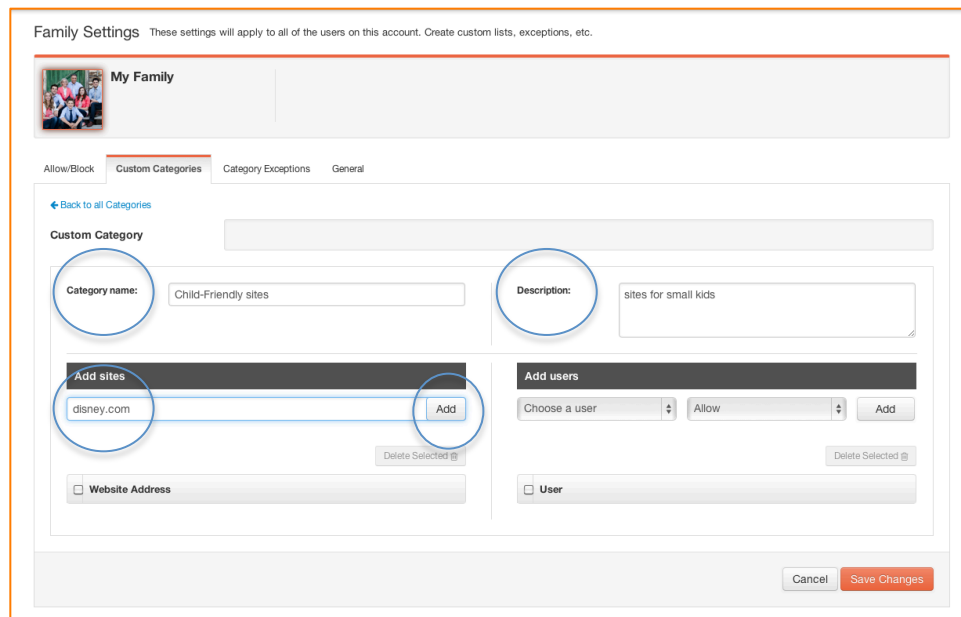 Family Settings These settings will apply to all of the users on this account. Create custom lists, exceptions, etc.
My Family
Allow/Block Custom Categories Category Exceptions General
Back to all Categories
Custom Category
Category name: Child-Friendly sites Description: sites for small kids
Add sites Add users
disney.com Add Choose a user Allow Add
Delete Selected Delete Selected
Website Address User
Cancel Save Changes